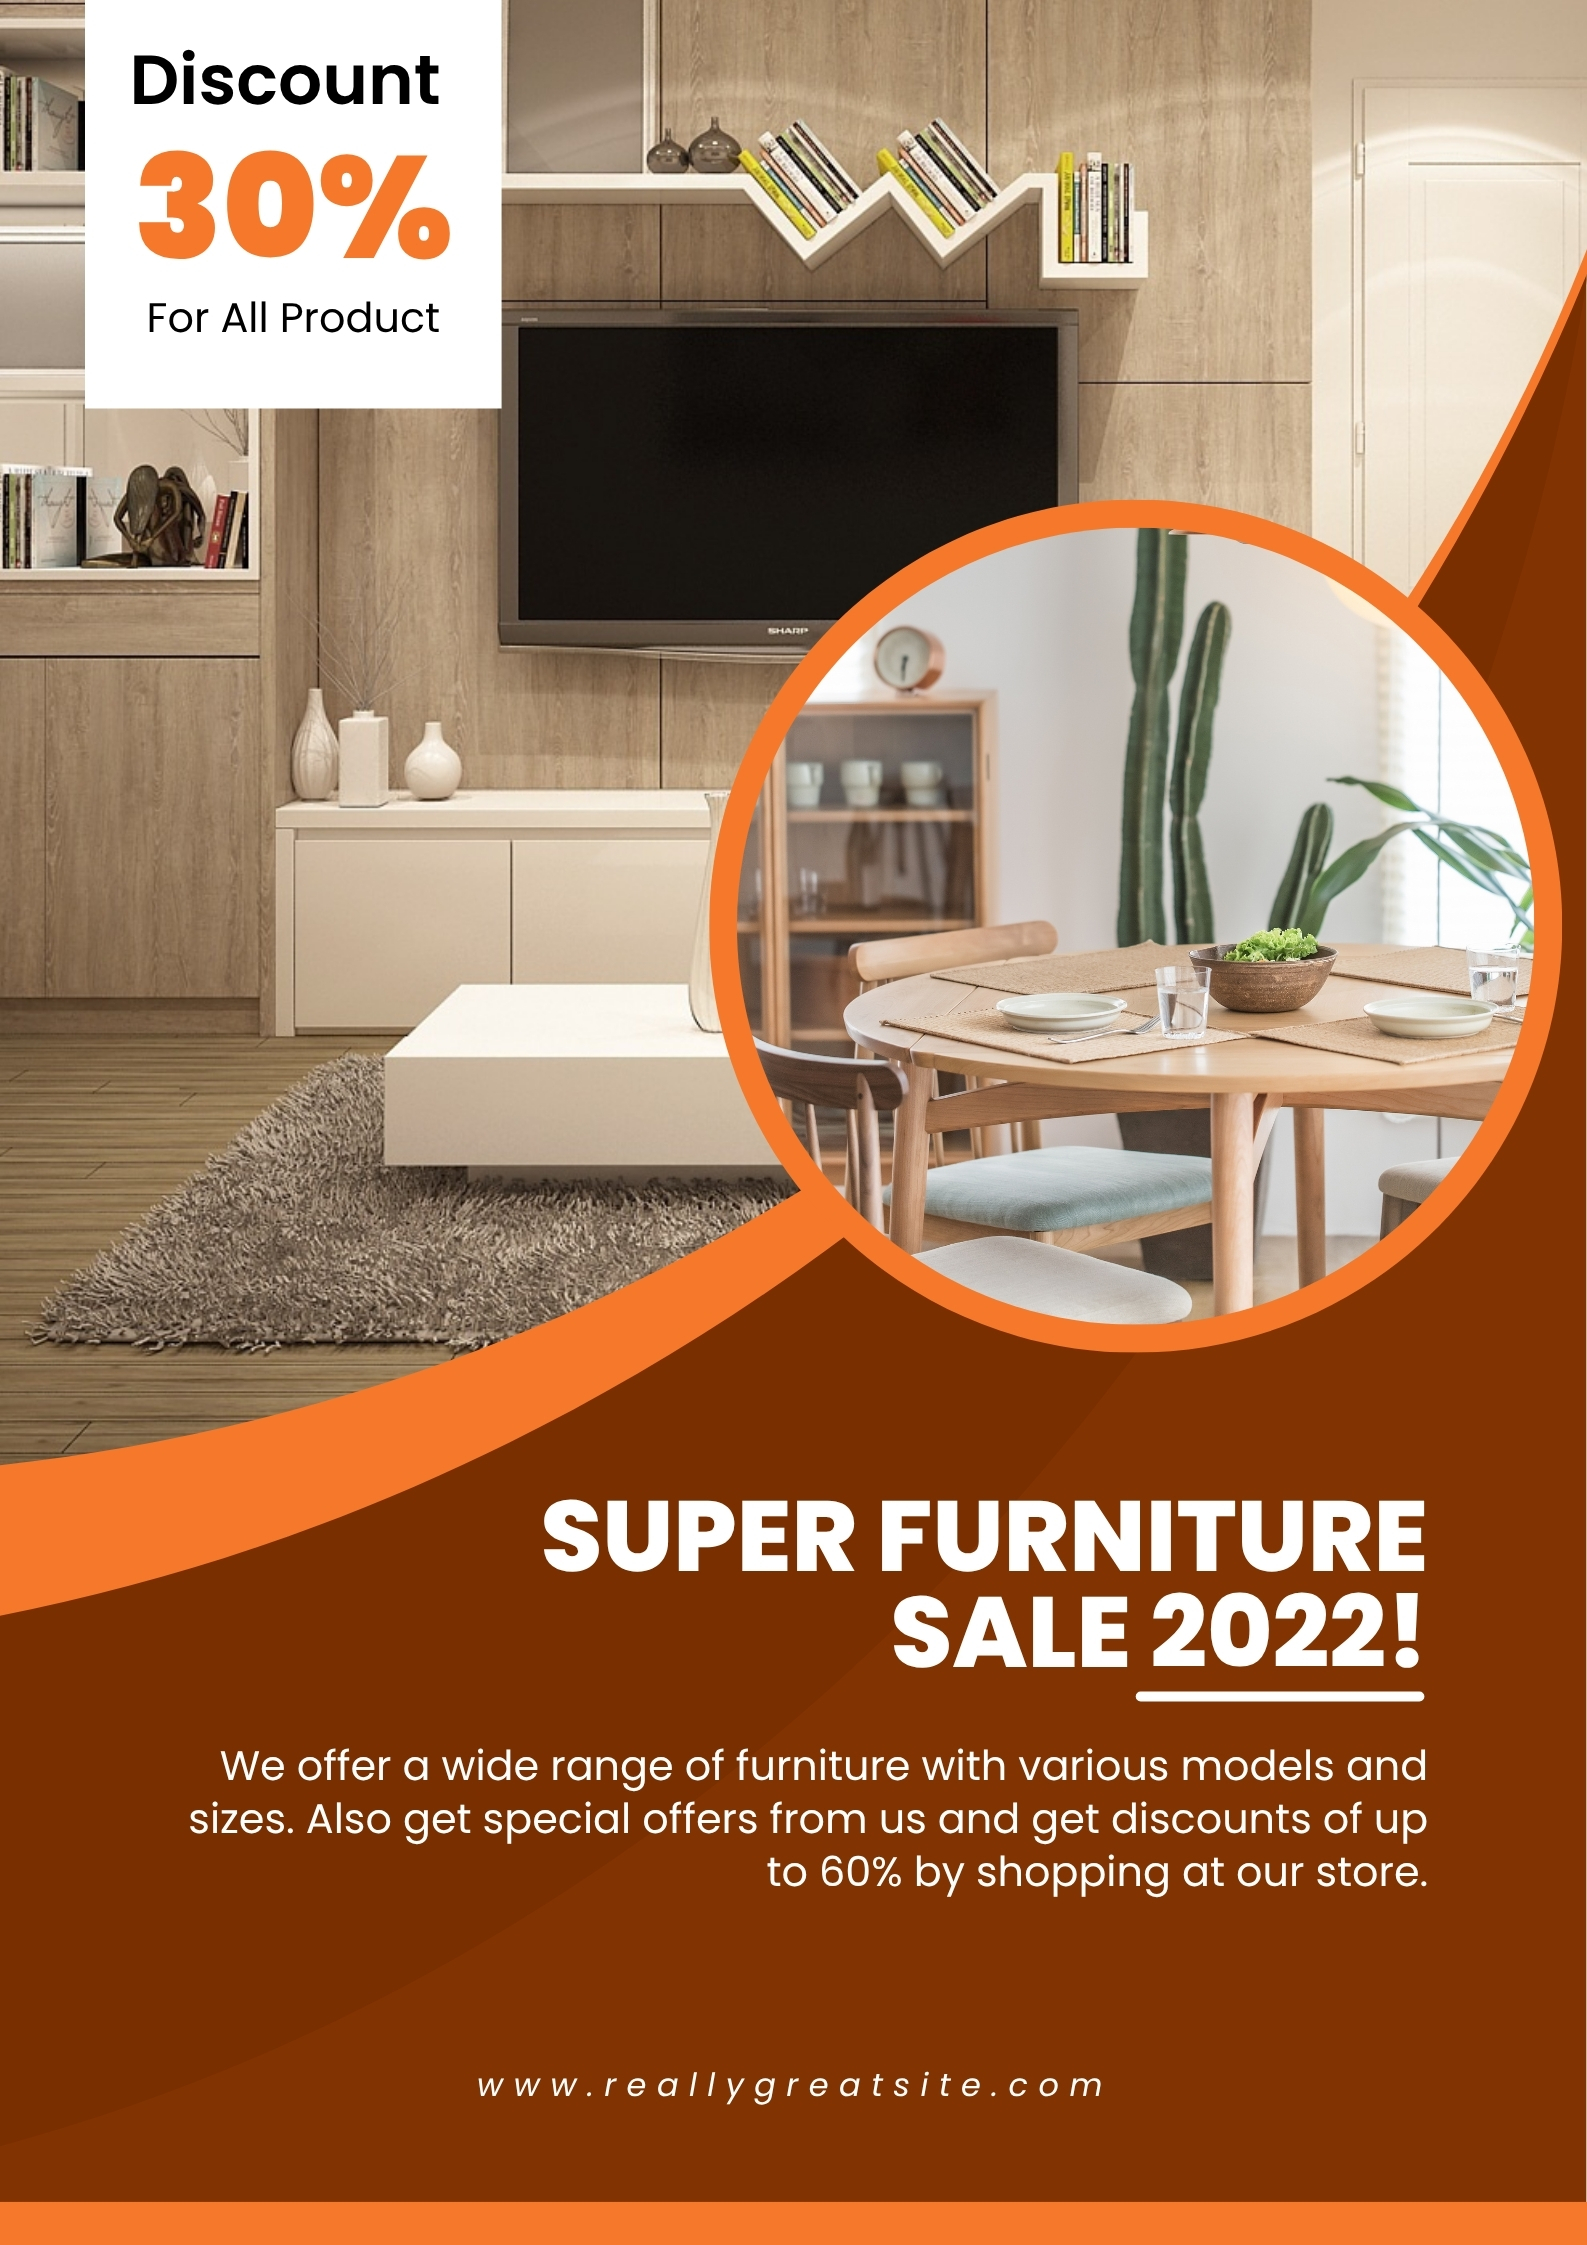 Discount
30%
For All Product
SHARP
SUPER FURNITURE
SALE 2022!
We offer a wide range of furniture with various models and
sizes. Also get special offers from us and get discounts of up
to 60% by shopping at our store.
www.reallygreatsite.com